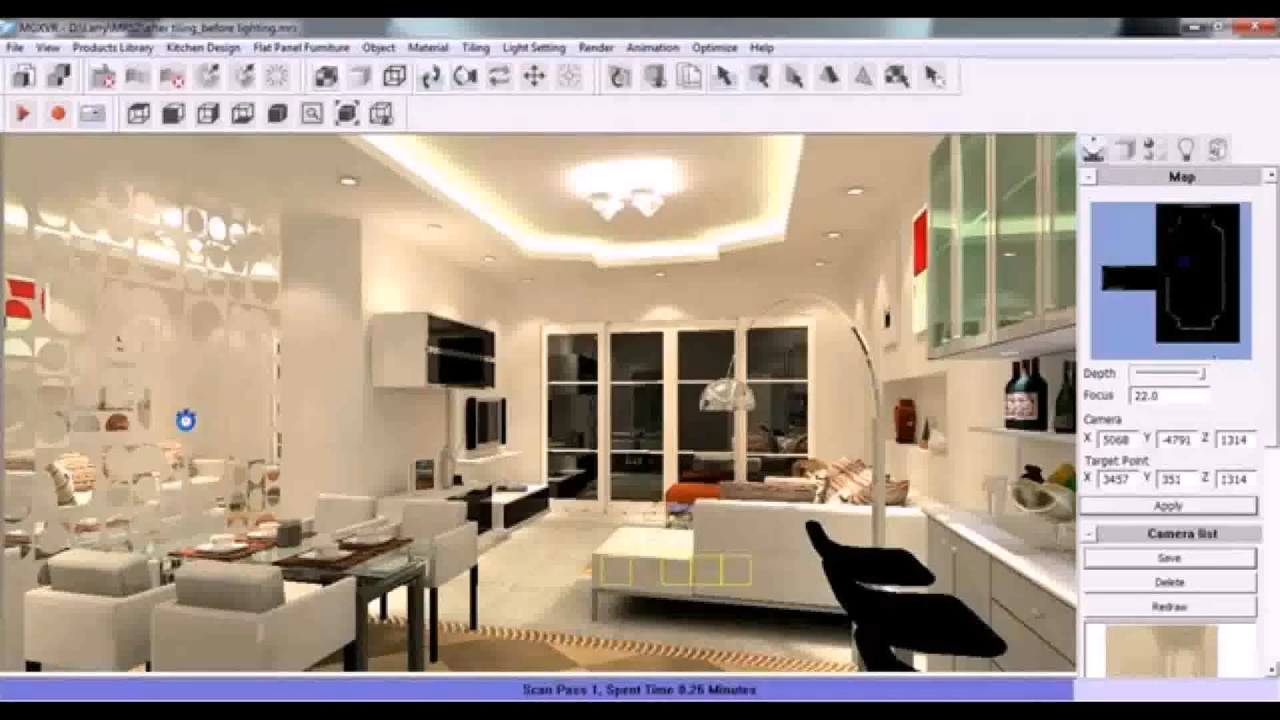 MGXVR - D:\Larry\MRS2\after tiling_before lighting.mrs
File View Products Library Kitchen Design Flat Panel Furniture Object Material Tiling Light Setting Render Animation Optimize Help
Map
Depth
Focus 22.0
Camera
X 5068 Y -4791 Z 1314
Target Point
X 3457 Y 351 Z 1314
Apply
Camera list
Save
Delete
Redraw
Scan Pass 1, Spent Time 0.26 Minutes